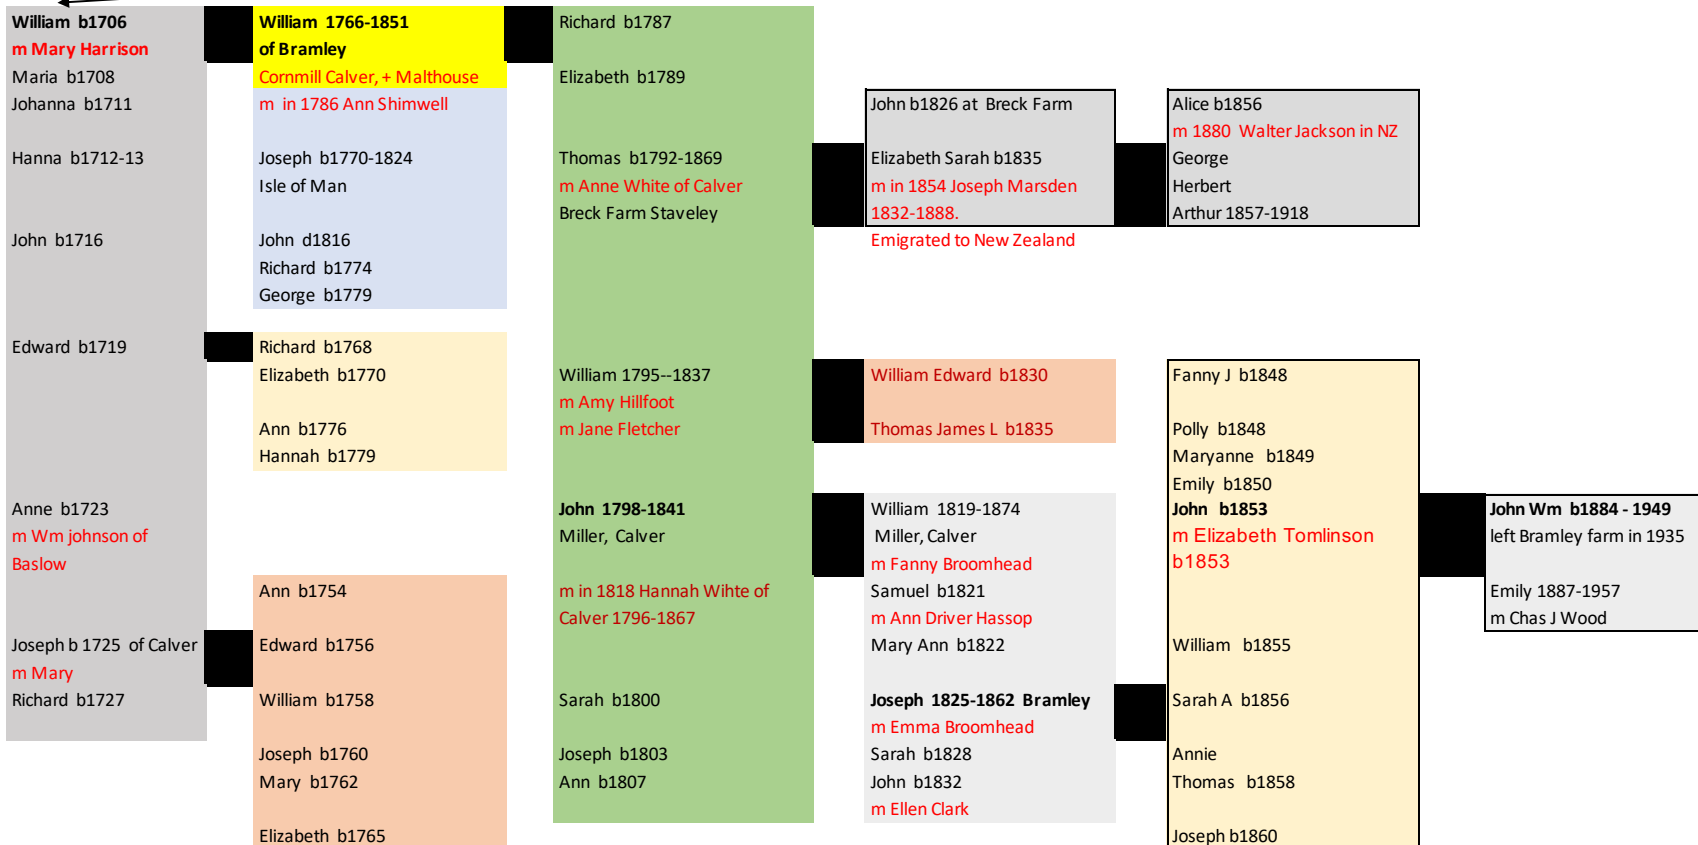 William b1706
m Mary Harrison
Maria b1708
Johanna b1711
Hanna b1712-13
John b1716
Edward b1719
Anne b1723
m Wm johnson of
Baslow
Joseph b 1725 of Calver
m Mary
Richard b1727
William 1766-1851
of Bramley
Cornmill Calver, + Malthouse
m in 1786 Ann Shimwell
Joseph b1770-1824
Isle of Man
John d1816
Richard b1774
George b1779
Richard b1768
Elizabeth b1770
Ann b1776
Hannah b1779
Ann b1754
Edward b1756
William b1758
Joseph b1760
Mary b1762
Elizabeth b1765
Richard b1787
Elizabeth b1789
Thomas b1792-1869
m Anne White of Calver
Breck Farm Staveley
William 1795--1837
m Amy Hillfoot
m Jane Fletcher
John 1798-1841
Miller, Calver
m in 1818 Hannah Wihte of
Calver 1796-1867
Sarah b1800
Joseph b1803
Ann b1807
John b1826 at Breck Farm
Elizabeth Sarah b1835
m in 1854 Joseph Marsden
1832-1888.
Emigrated to New Zealand
William Edward b1830
Thomas James L b1835
William 1819-1874
Miller, Calver
m Fanny Broomhead
Samuel b1821
m Ann Driver Hassop
Mary Ann b1822
Joseph 1825-1862 Bramley
m Emma Broomhead
Sarah b1828
John b1832
m Ellen Clark
Alice b1856
m 1880 Walter Jackson in NZ
George
Herbert
Arthur 1857-1918
Fanny J b1848
Polly b1848
Maryanne b1849
Emily b1850
John b1853
m Elizabeth Tomlinson
b1853
William b1855
Sarah A b1856
Annie
Thomas b1858
Joseph b1860
John Wm b1884 - 1949
left Bramley farm in 1935
Emily 1887-1957
m Chas J Wood